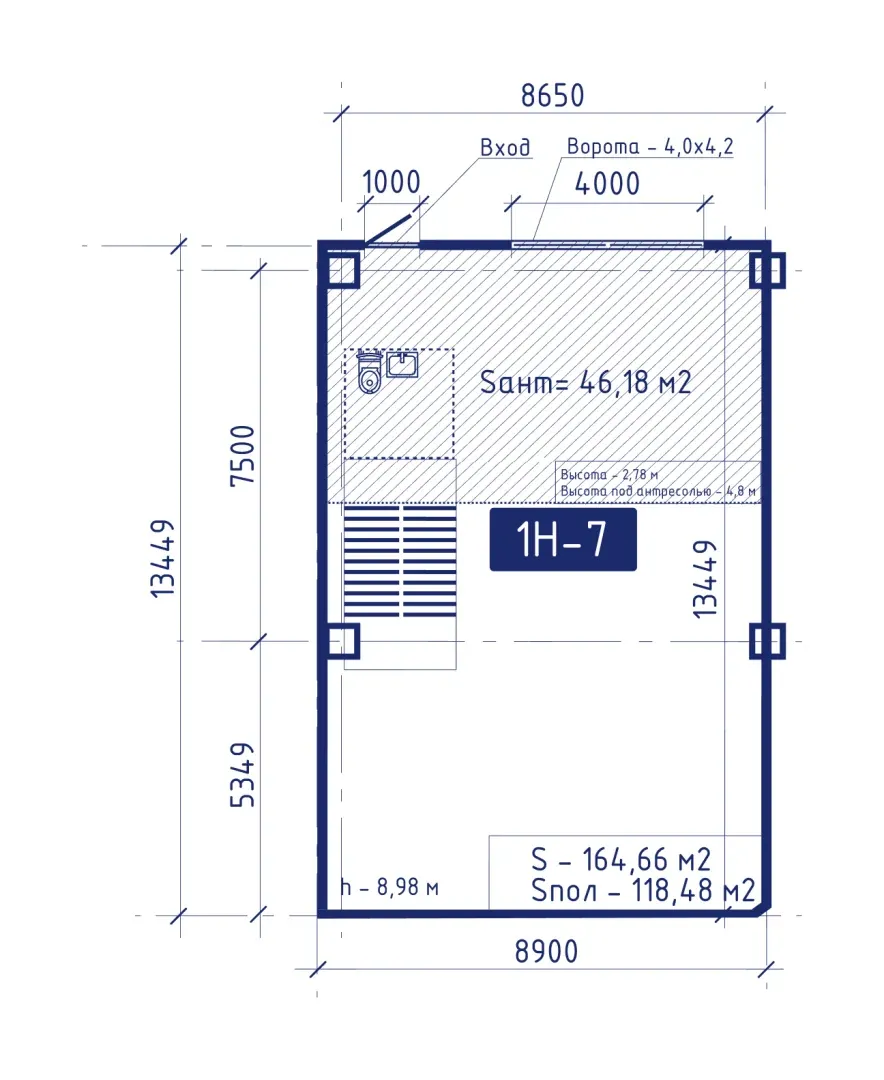 8650
Вход
Ворота - 4,0х4,2
1000
4000
Sант= 46,18 м2
7500
Высота - 2,78 м
Высота под антресолью - 4,8 м
1Н-7
13449
13449
5349
S - 164,66 м2
h - 8,98 м
Sпол - 118,48 м2
8900